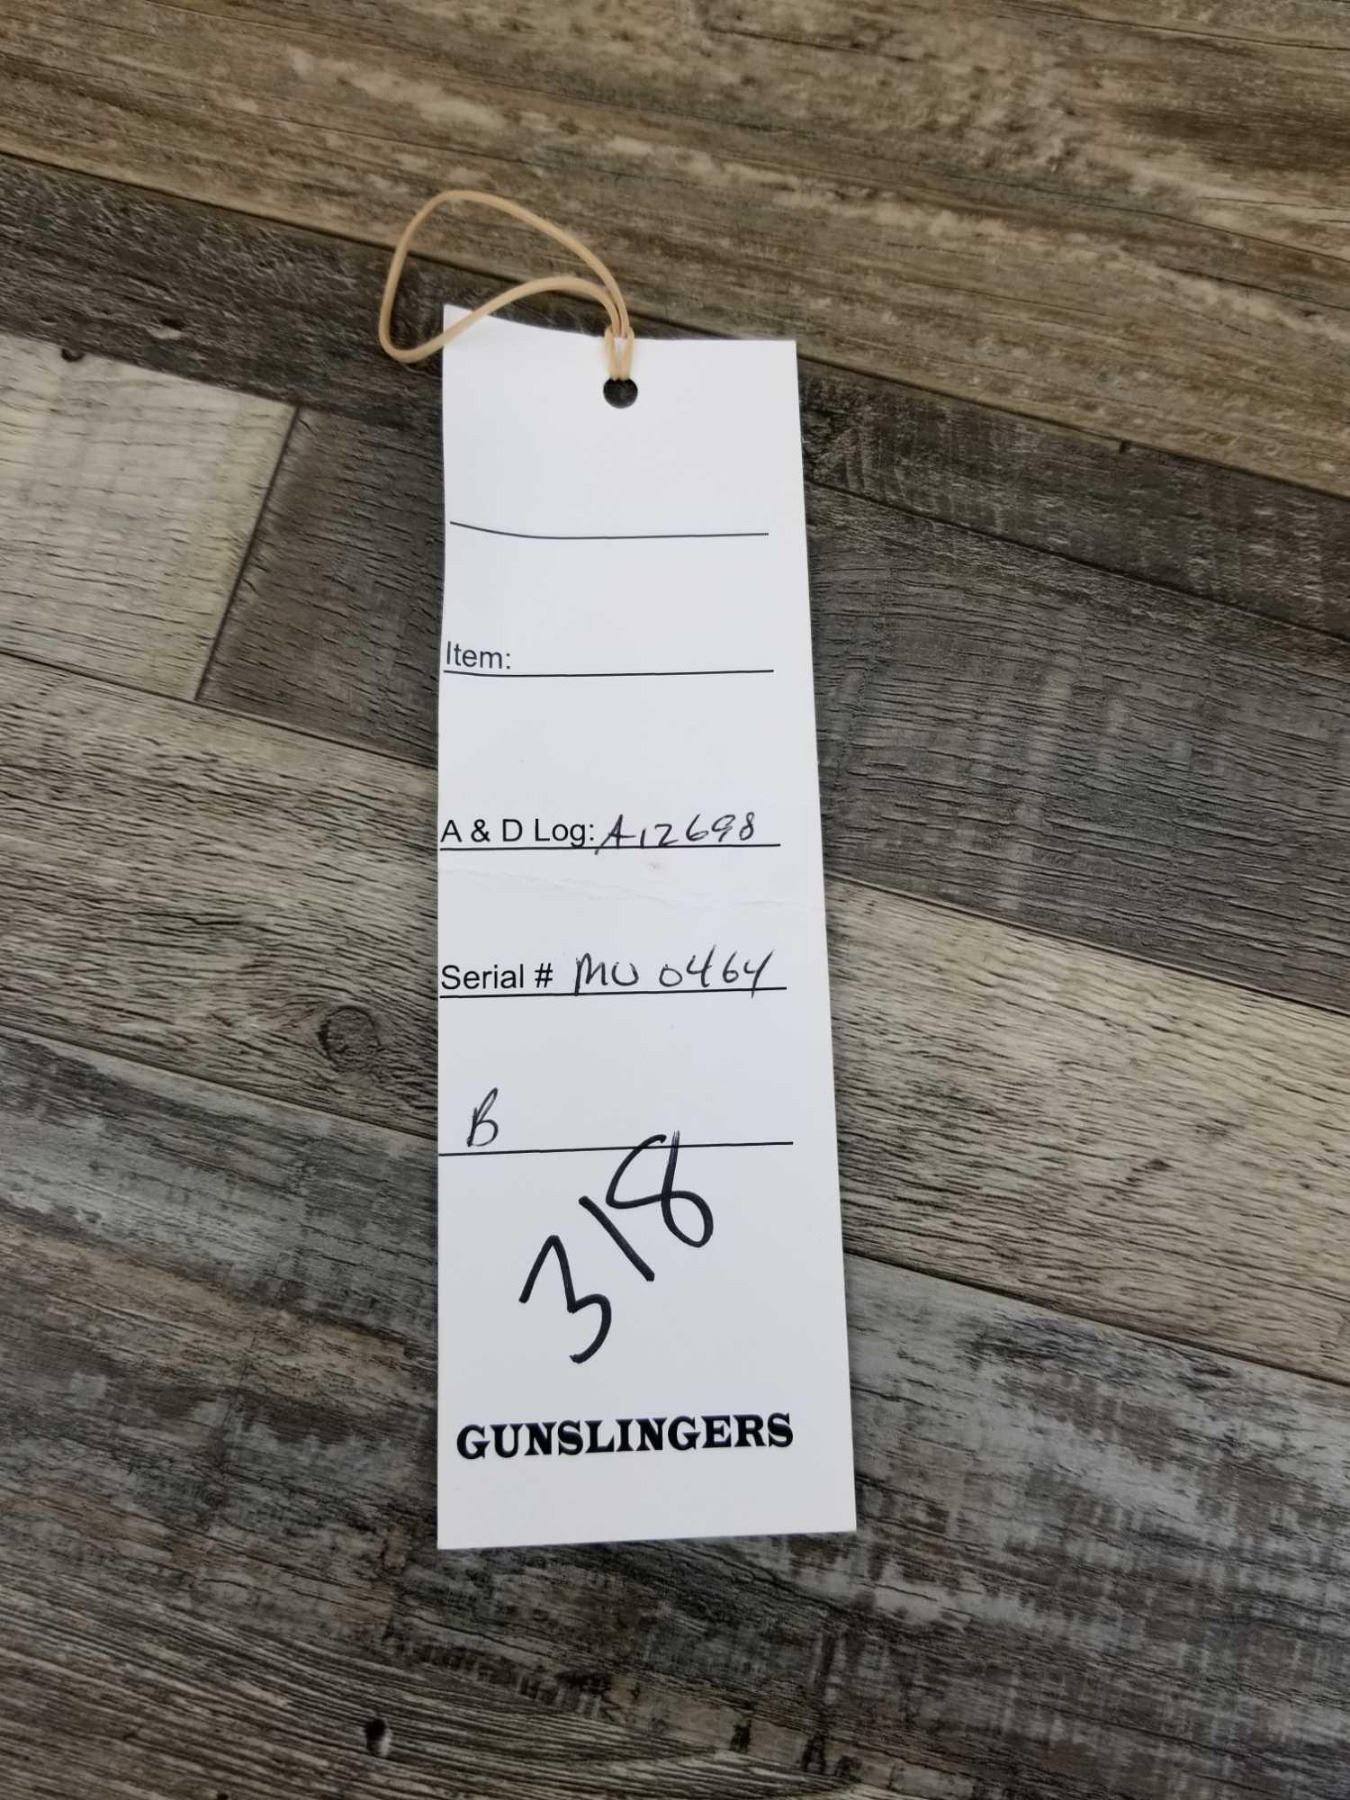 Item:
A & D Log: A12698
Serial # MU 0464
B
318
GUNSLINGERS